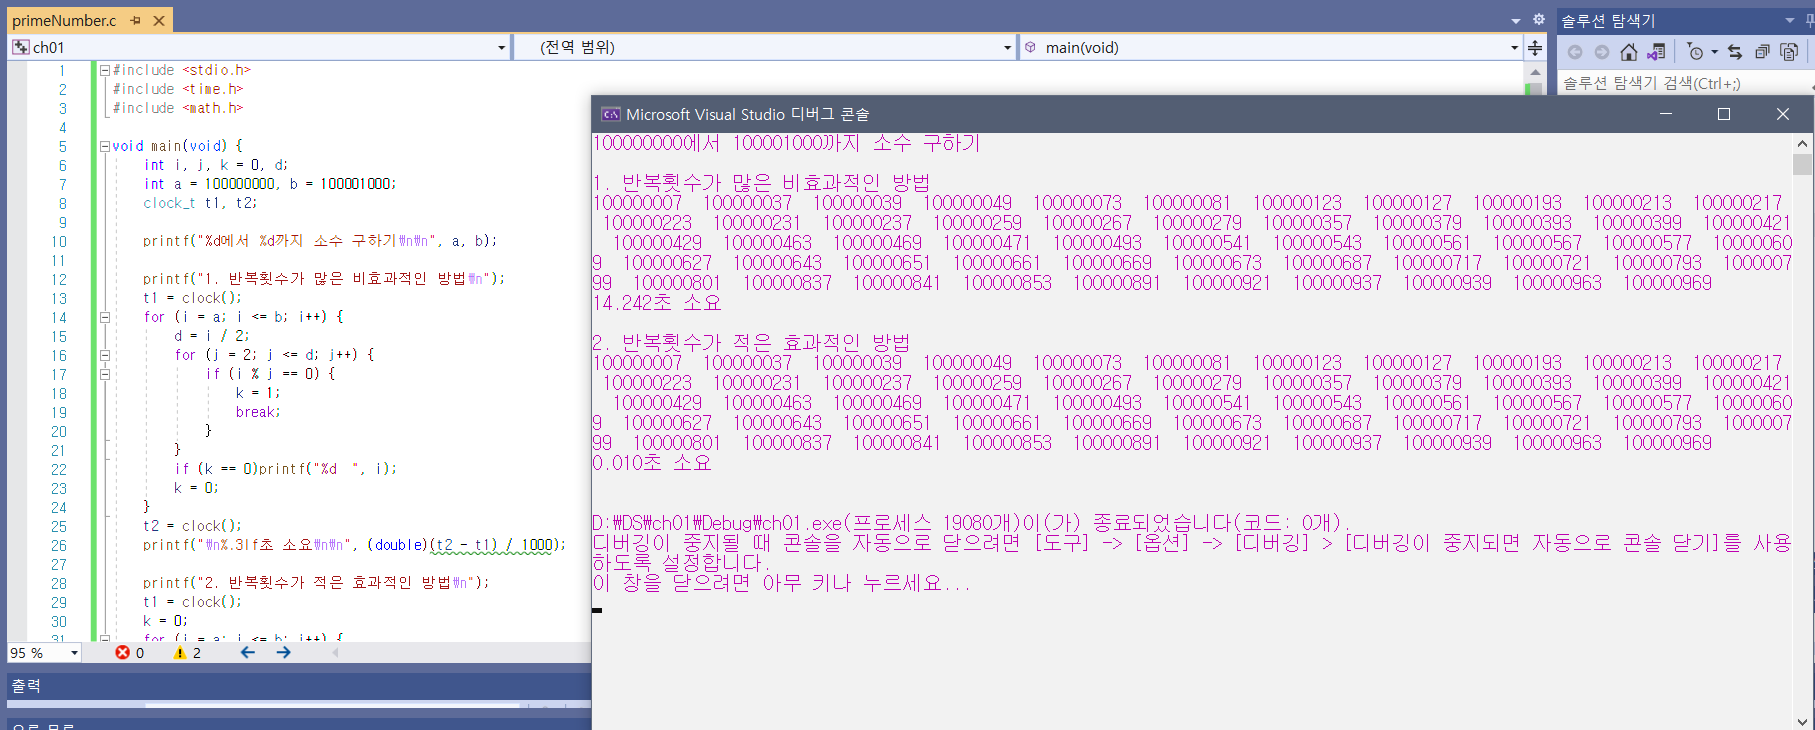 primeNumber.c
솔루션 탐색기
ch01
(전역 범위)
main(void)
솔루션 탐색기 검색(Ctrl+;)
1 #include <stdio.h>
2 #include <time.h>
3 #include <math.h>
4
5 void main(void) {
6 int i, j, k = 0, d;
7 int a = 100000000, b = 100001000;
8 clock_t t1, t2;
9
10 printf("%d에서 %d까지 소수 구하기₩n₩n", a, b);
11
12 printf("1. 반복횟수가 많은 비효과적인 방법₩n");
13 t1 = clock();
14 for (i = a; i <= b; i++) {
15 d = i / 2;
16 for (j = 2; j <= d; j++) {
17 if (i % j == 0) {
18 k = 1;
19 break;
20 }
21 }
22 if (k == 0)printf("%d  ", i);
23 k = 0;
24 }
25 t2 = clock();
26 printf("₩n%.3lf초 소요₩n₩n", (double)(t2 - t1) / 1000);
27
28 printf("2. 반복횟수가 적은 효과적인 방법₩n");
29 t1 = clock();
30 k = 0;
31 for (i = a; i <= b; i++) {
95 %
0
2
출력
Microsoft Visual Studio 디버그 콘솔
100000000에서 100001000까지 소수 구하기
1. 반복횟수가 많은 비효과적인 방법
100000007  100000037  100000039  100000049  100000073  100000081  100000123  100000127  100000193  100000213  100000217
100000223  100000231  100000237  100000259  100000267  100000279  100000357  100000379  100000393  100000399  100000421
100000429  100000463  100000469  100000471  100000493  100000541  100000543  100000561  100000567  100000577  10000060
9  100000627  100000643  100000651  100000661  100000669  100000673  100000687  100000717  100000721  100000793  1000007
99  100000801  100000837  100000841  100000853  100000891  100000921  100000937  100000939  100000963  100000969
14.242초 소요
2. 반복횟수가 적은 효과적인 방법
100000007  100000037  100000039  100000049  100000073  100000081  100000123  100000127  100000193  100000213  100000217
100000223  100000231  100000237  100000259  100000267  100000279  100000357  100000379  100000393  100000399  100000421
100000429  100000463  100000469  100000471  100000493  100000541  100000543  100000561  100000567  100000577  10000060
9  100000627  100000643  100000651  100000661  100000669  100000673  100000687  100000717  100000721  100000793  1000007
99  100000801  100000837  100000841  100000853  100000891  100000921  100000937  100000939  100000963  100000969
0.010초 소요
D:₩DS₩ch01₩Debug₩ch01.exe(프로세스 19080개)이(가) 종료되었습니다(코드: 0개).
디버깅이 중지될 때 콘솔을 자동으로 닫으려면 [도구] -> [옵션] -> [디버깅] > [디버깅이 중지되면 자동으로 콘솔 닫기]를 사용
하도록 설정합니다.
이 창을 닫으려면 아무 키나 누르세요...